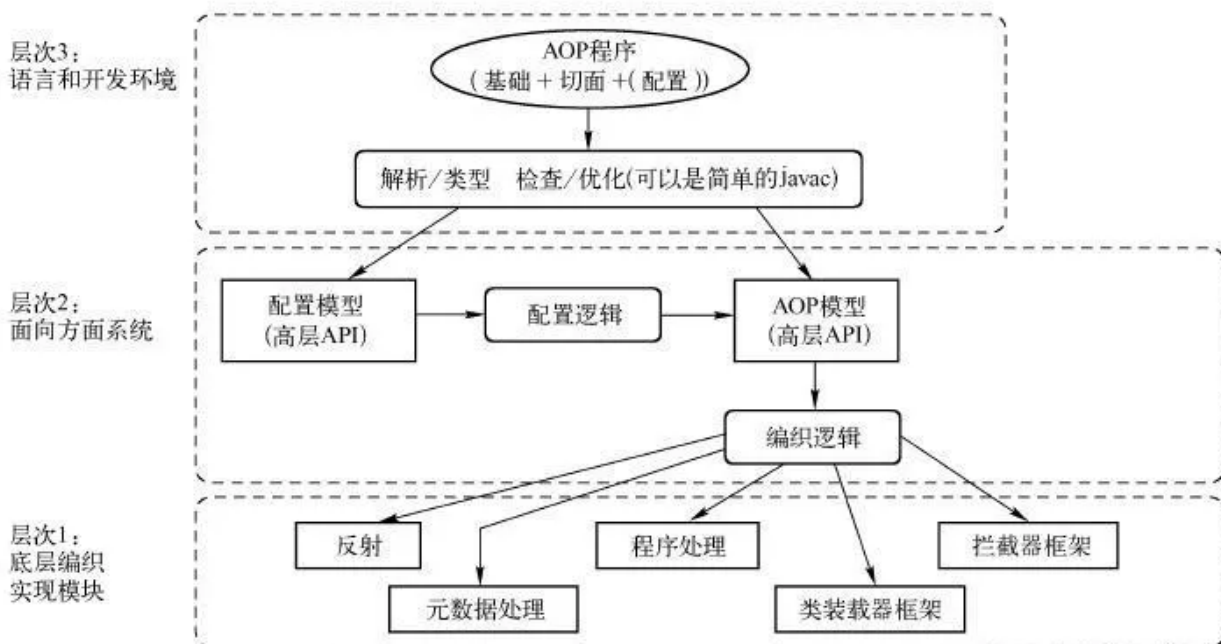 层次3：
语言和开发环境
AOP程序
(基础＋切面＋(配置))
解析/类型 检查/优化(可以是简单的javac)
层次2：
面向方面系统
配置模型
(高层API)
配置逻辑
AOP模型
(高层API)
编织逻辑
层次1：
底层编织
实现模块
反射
程序处理
拦截器框架
元数据处理
类装载器框架